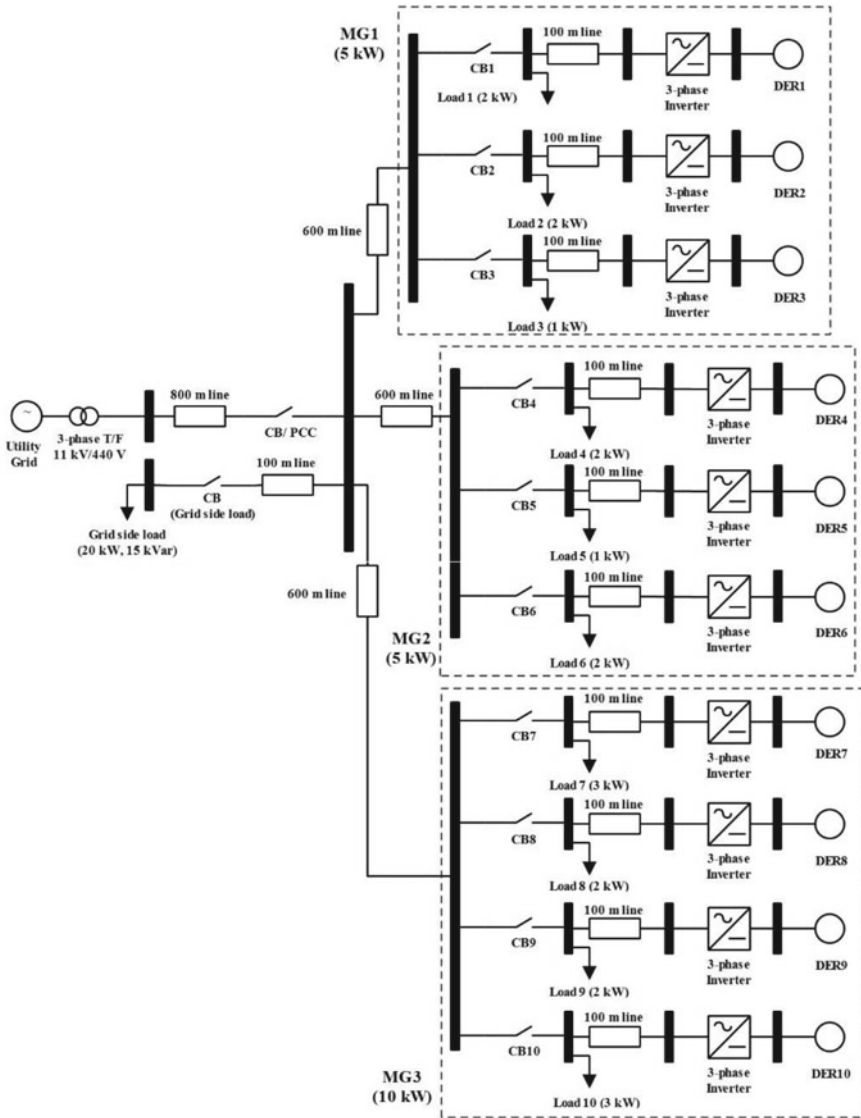 MG1
(5 kW)
100 m line
CB1
Load 1 (2 kW)
3-phase
Inverter
DER1
100 m line
CB2
Load 2 (2 kW)
3-phase
Inverter
DER2
600 m line
100 m line
CB3
Load 3 (1 kW)
3-phase
Inverter
DER3
~
Utility
Grid
3-phase T/F
11 kV/440 V
800 m line
CB/ PCC
600 m line
100 m line
CB
(Grid side load)
Grid side load
(20 kW, 15 kVar)
600 m line
MG2
(5 kW)
100 m line
CB4
Load 4 (2 kW)
3-phase
Inverter
DER4
100 m line
CB5
Load 5 (1 kW)
3-phase
Inverter
DER5
100 m line
CB6
Load 6 (2 kW)
3-phase
Inverter
DER6
100 m line
CB7
Load 7 (3 kW)
3-phase
Inverter
DER7
100 m line
CB8
Load 8 (2 kW)
3-phase
Inverter
DER8
100 m line
CB9
Load 9 (2 kW)
3-phase
Inverter
DER9
100 m line
CB10
Load 10 (3 kW)
3-phase
Inverter
DER10
MG3
(10 kW)